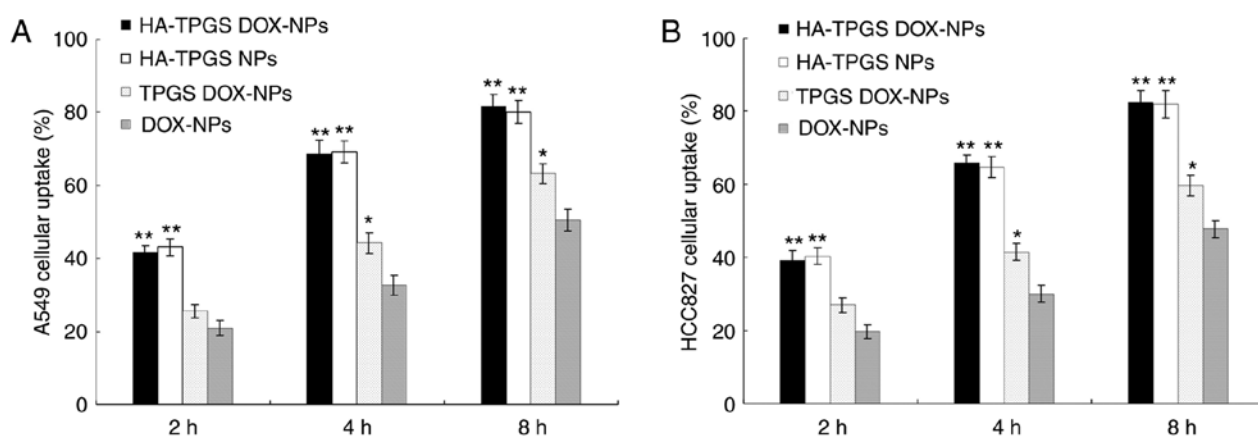 A
HA-TPGS DOX-NPs
HA-TPGS NPs
TPGS DOX-NPs
DOX-NPs
A549 cellular uptake (%)
100
80
60
40
20
0
** **
** **
*
** **
*
2 h 4 h 8 h
B
HA-TPGS DOX-NPs
HA-TPGS NPs
TPGS DOX-NPs
DOX-NPs
HCC827 cellular uptake (%)
100
80
60
40
20
0
** **
** **
*
** **
*
2 h 4 h 8 h